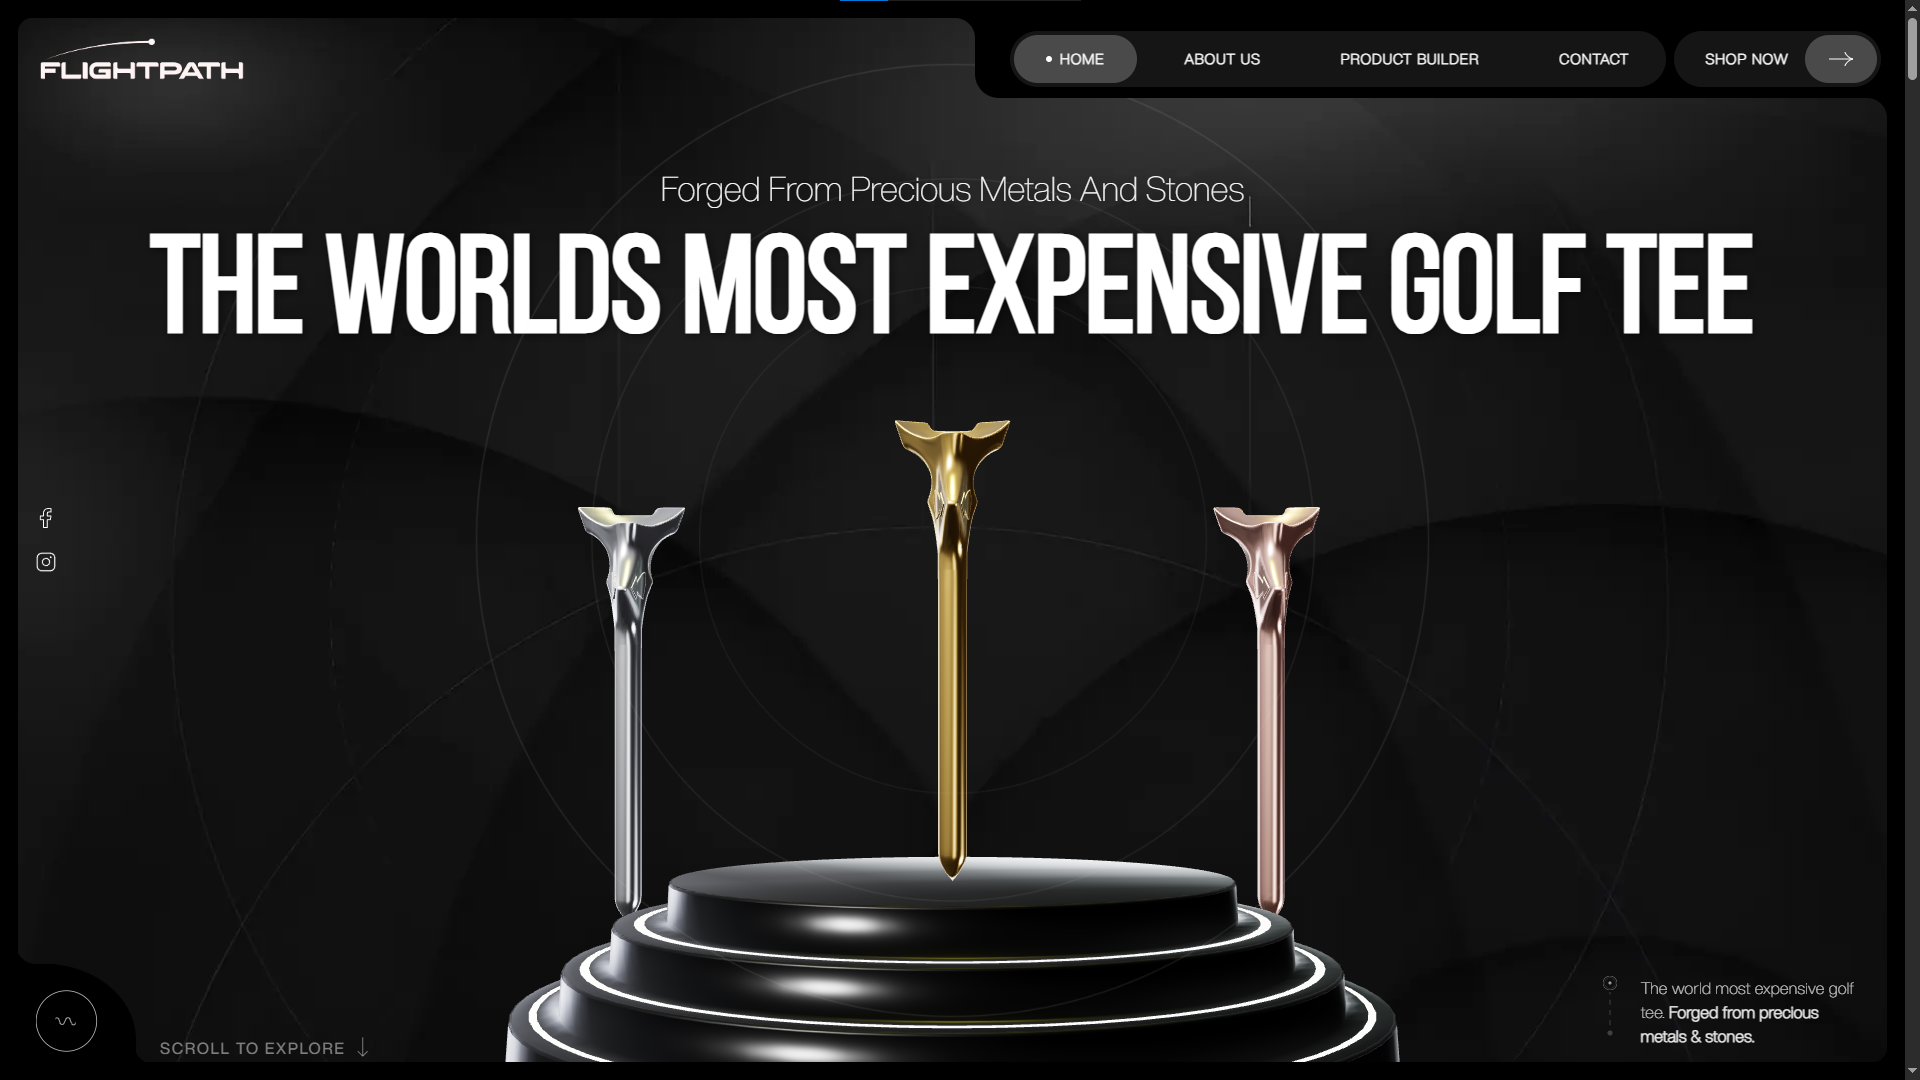 FLIGHTPATH
HOME
ABOUT US
PRODUCT BUILDER
CONTACT
SHOP NOW
Forged From Precious Metals And Stones
THE WORLDS MOST EXPENSIVE GOLF TEE
SCROLL TO EXPLORE
The world most expensive golf
tee. Forged from precious
metals & stones.